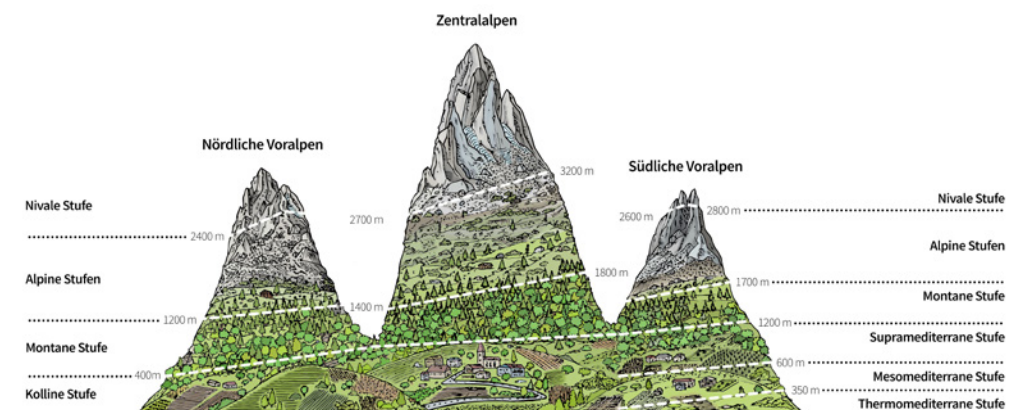 Zentralalpen
Nördliche Voralpen
Südliche Voralpen
3200 m
Nivale Stufe
Nivale Stufe
2700 m
2600 m
2800 m
2400 m
Alpine Stufen
Alpine Stufen
1800 m
1700 m
Montane Stufe
1400 m
1200 m
1200 m
Supramediterrane Stufe
Montane Stufe
600 m
400m
Mesomediterrane Stufe
Kolline Stufe
350 m
Thermomediterrane Stufe